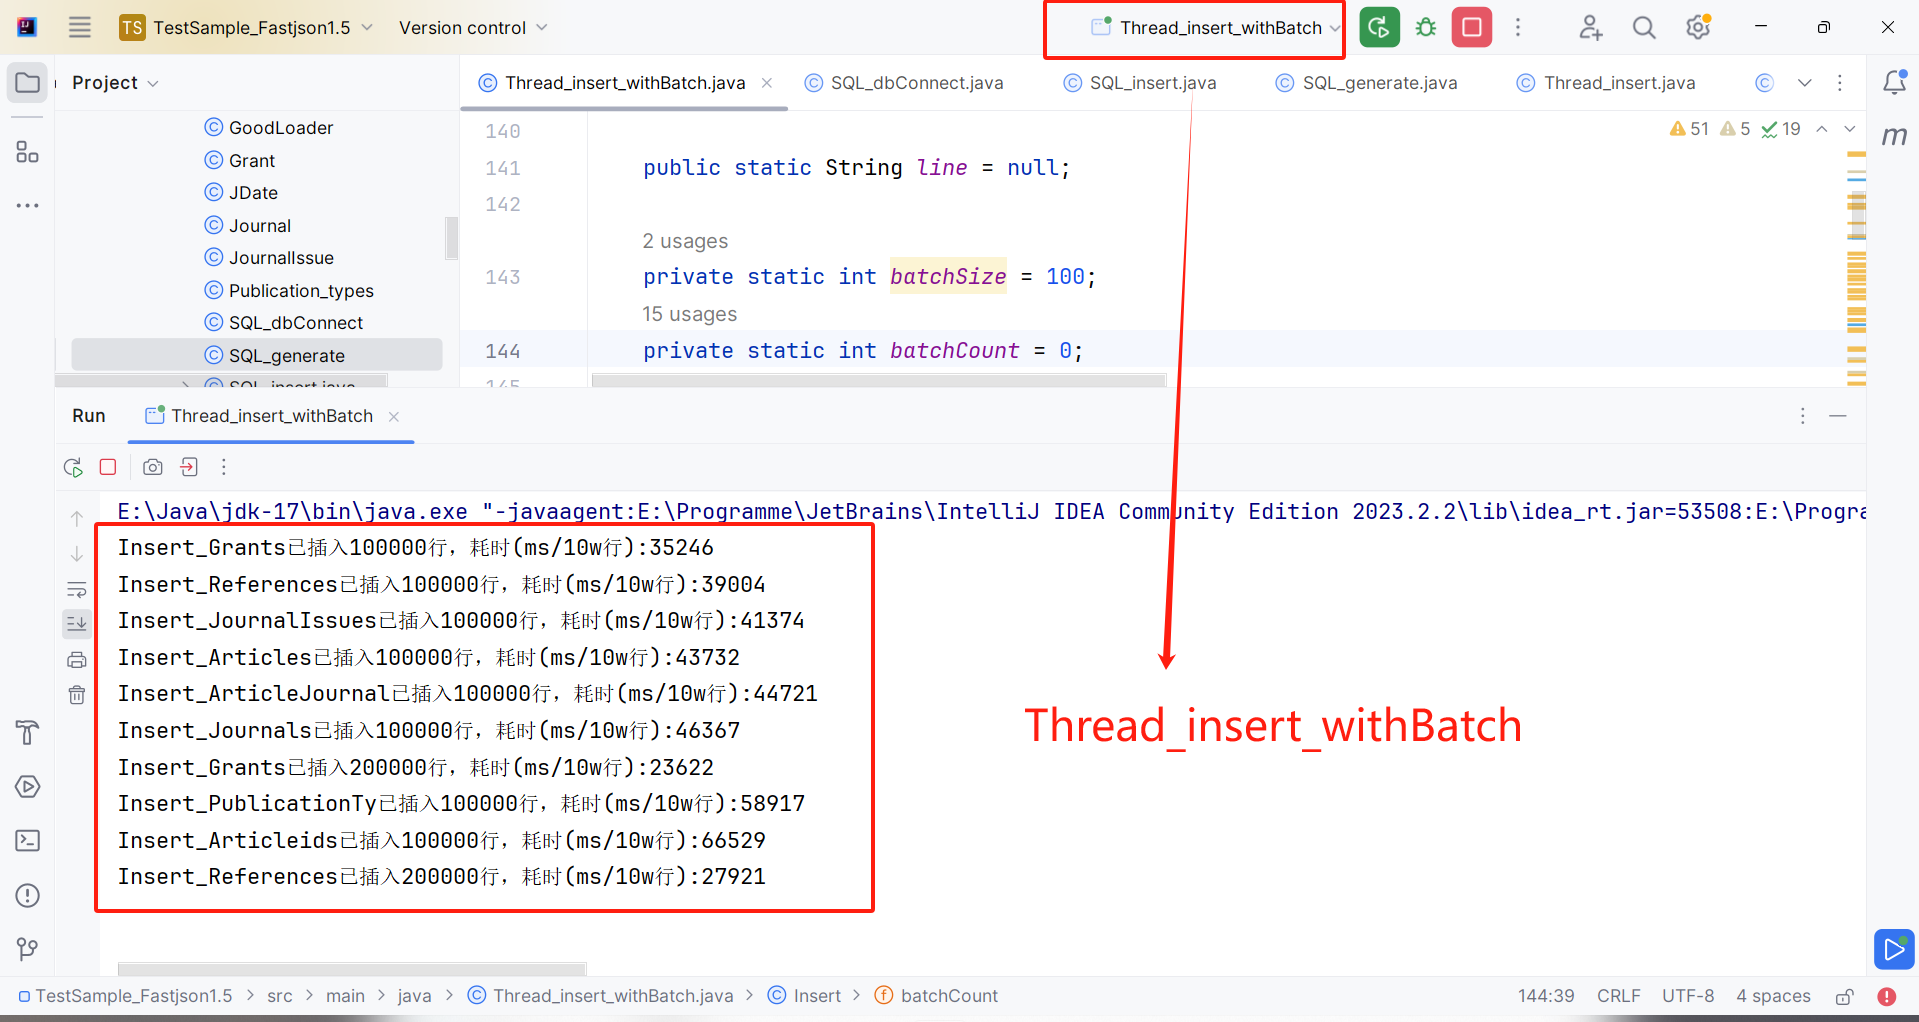 TS TestSample_Fastjson1.5 Version control Thread_insert_withBatch
Project
Thread_insert_withBatch.java SQL_dbConnect.java SQL_insert.java SQL_generate.java Thread_insert.java
GoodLoader
Grant
JDate
Journal
JournalIssue
Publication_types
SQL_dbConnect
SQL_generate
SQL_insert.java
51 5 19
140
141 public static String line = null;
142
2 usages
143 private static int batchSize = 100;
15 usages
144 private static int batchCount = 0;
145
Run Thread_insert_withBatch
E:\Java\jdk-17\bin\java.exe "-javaagent:E:\Programme\JetBrains\IntelliJ IDEA Community Edition 2023.2.2\lib\idea_rt.jar=53508:E:\Progra
Insert_Grants已插入100000行，耗时(ms/10w行):35246
Insert_References已插入100000行，耗时(ms/10w行):39004
Insert_JournalIssues已插入100000行，耗时(ms/10w行):41374
Insert_Articles已插入100000行，耗时(ms/10w行):43732
Insert_ArticleJournal已插入100000行，耗时(ms/10w行):44721
Insert_Journals已插入100000行，耗时(ms/10w行):46367
Insert_Grants已插入200000行，耗时(ms/10w行):23622
Insert_PublicationTy已插入100000行，耗时(ms/10w行):58917
Insert_Articleids已插入100000行，耗时(ms/10w行):66529
Insert_References已插入200000行，耗时(ms/10w行):27921
Thread_insert_withBatch
TestSample_Fastjson1.5 > src > main > java > Thread_insert_withBatch.java > Insert > batchCount
144:39 CRLF UTF-8 4 spaces